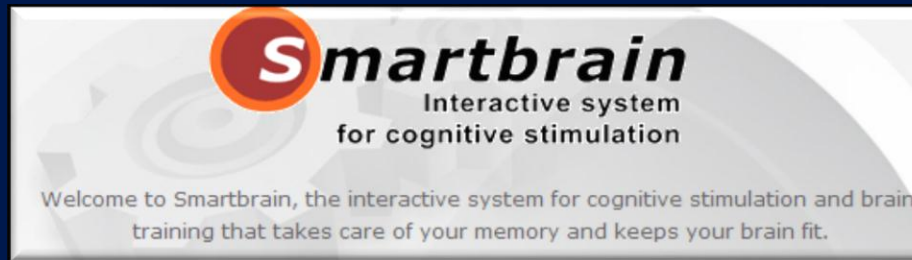 Smartbrain
Interactive system
for cognitive stimulation
Welcome to Smartbrain, the interactive system for cognitive stimulation and brain
training that takes care of your memory and keeps your brain fit.